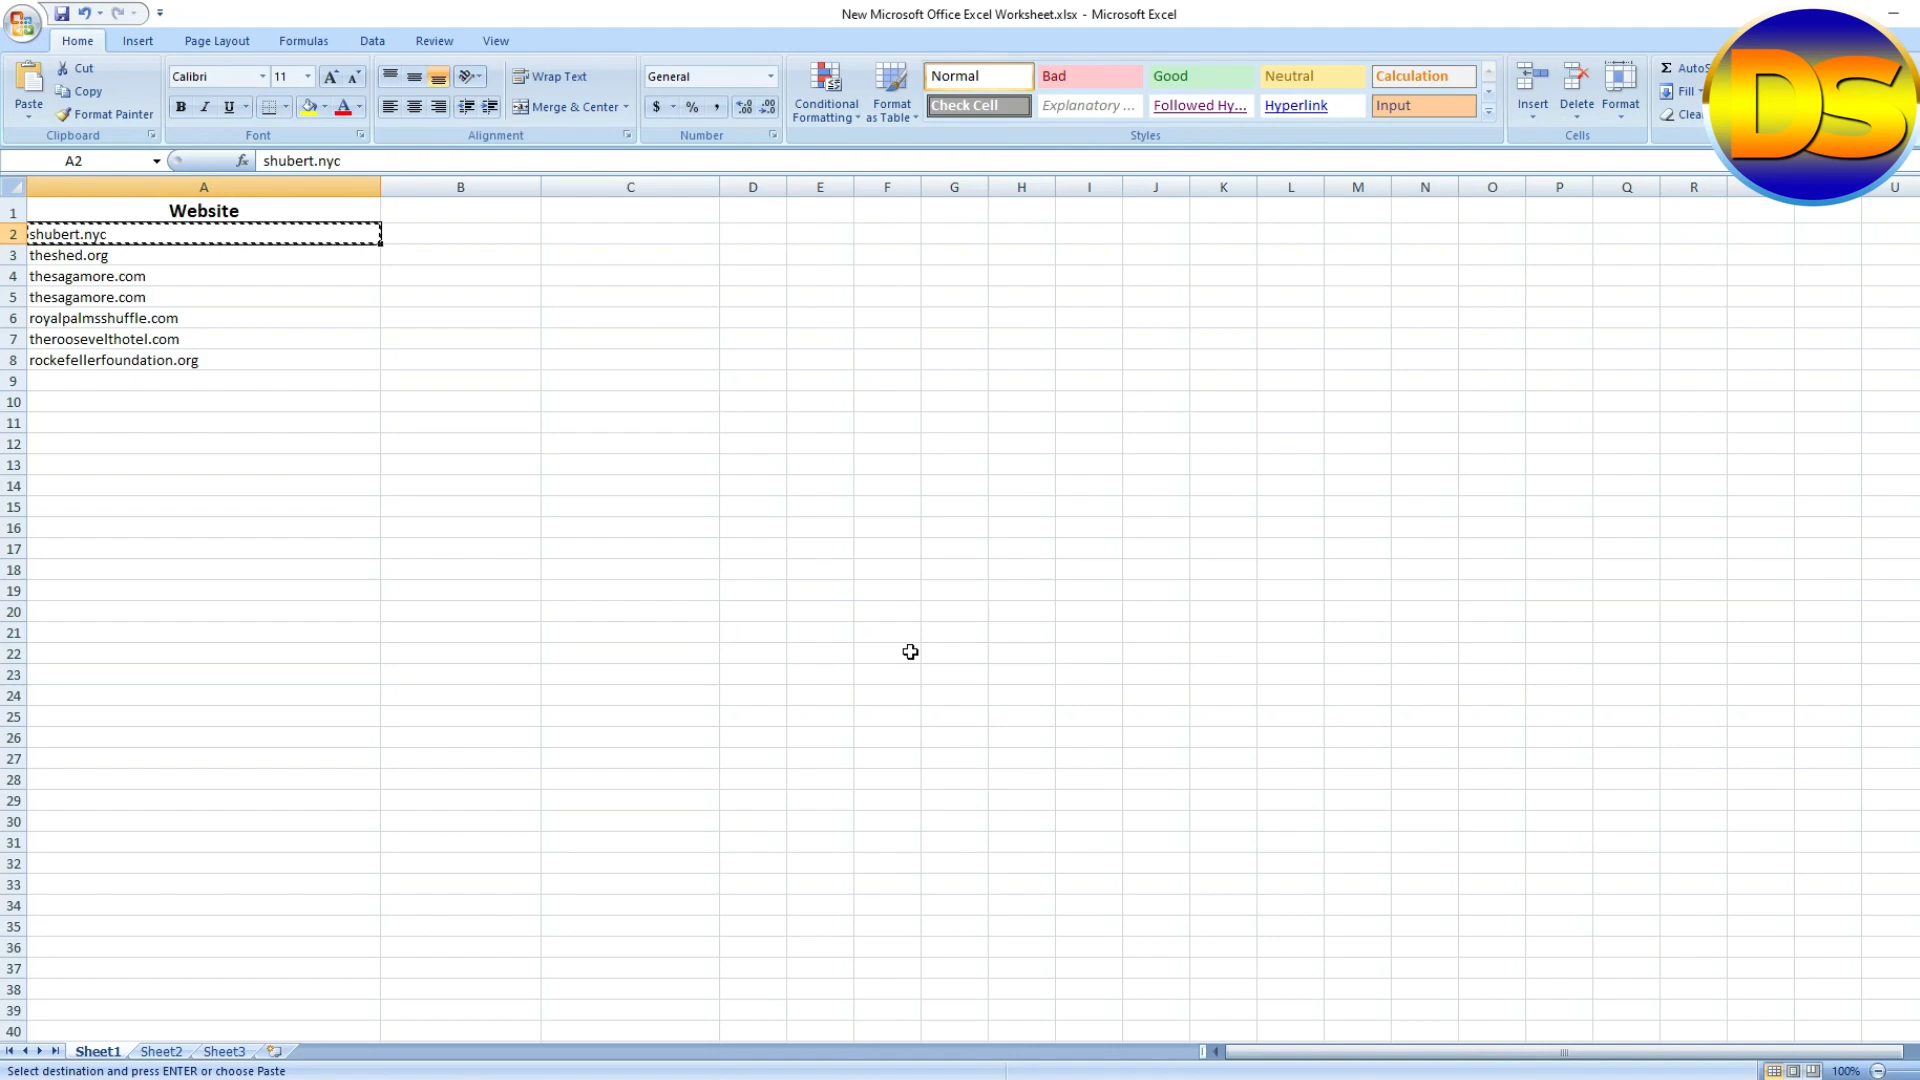 New Microsoft Office Excel Worksheet.xlsx - Microsoft Excel
Home Insert Page Layout Formulas Data Review View
Paste
Cut
Copy
Format Painter
Clipboard
Calibri 11
B I U
Font
Wrap Text
Merge & Center
Alignment
General
$ % ,
Number
Conditional Formatting
Format as Table
Normal Bad Good Neutral Calculation
Check Cell Explanatory ... Followed Hy... Hyperlink Input
Styles
Insert Delete Format
Cells
Σ AutoS
Fill
Clea
DS
A2 fx shubert.nyc
A B C D E F G H I J K L M N O P Q R U
1 Website
2 shubert.nyc
3 theshed.org
4 thesagamore.com
5 thesagamore.com
6 royalpalmsshuffle.com
7 theroosevelthotel.com
8 rockefellerfoundation.org
9
10
11
12
13
14
15
16
17
18
19
20
21
22
23
24
25
26
27
28
29
30
31
32
33
34
35
36
37
38
39
40
Sheet1 Sheet2 Sheet3
Select destination and press ENTER or choose Paste 100%